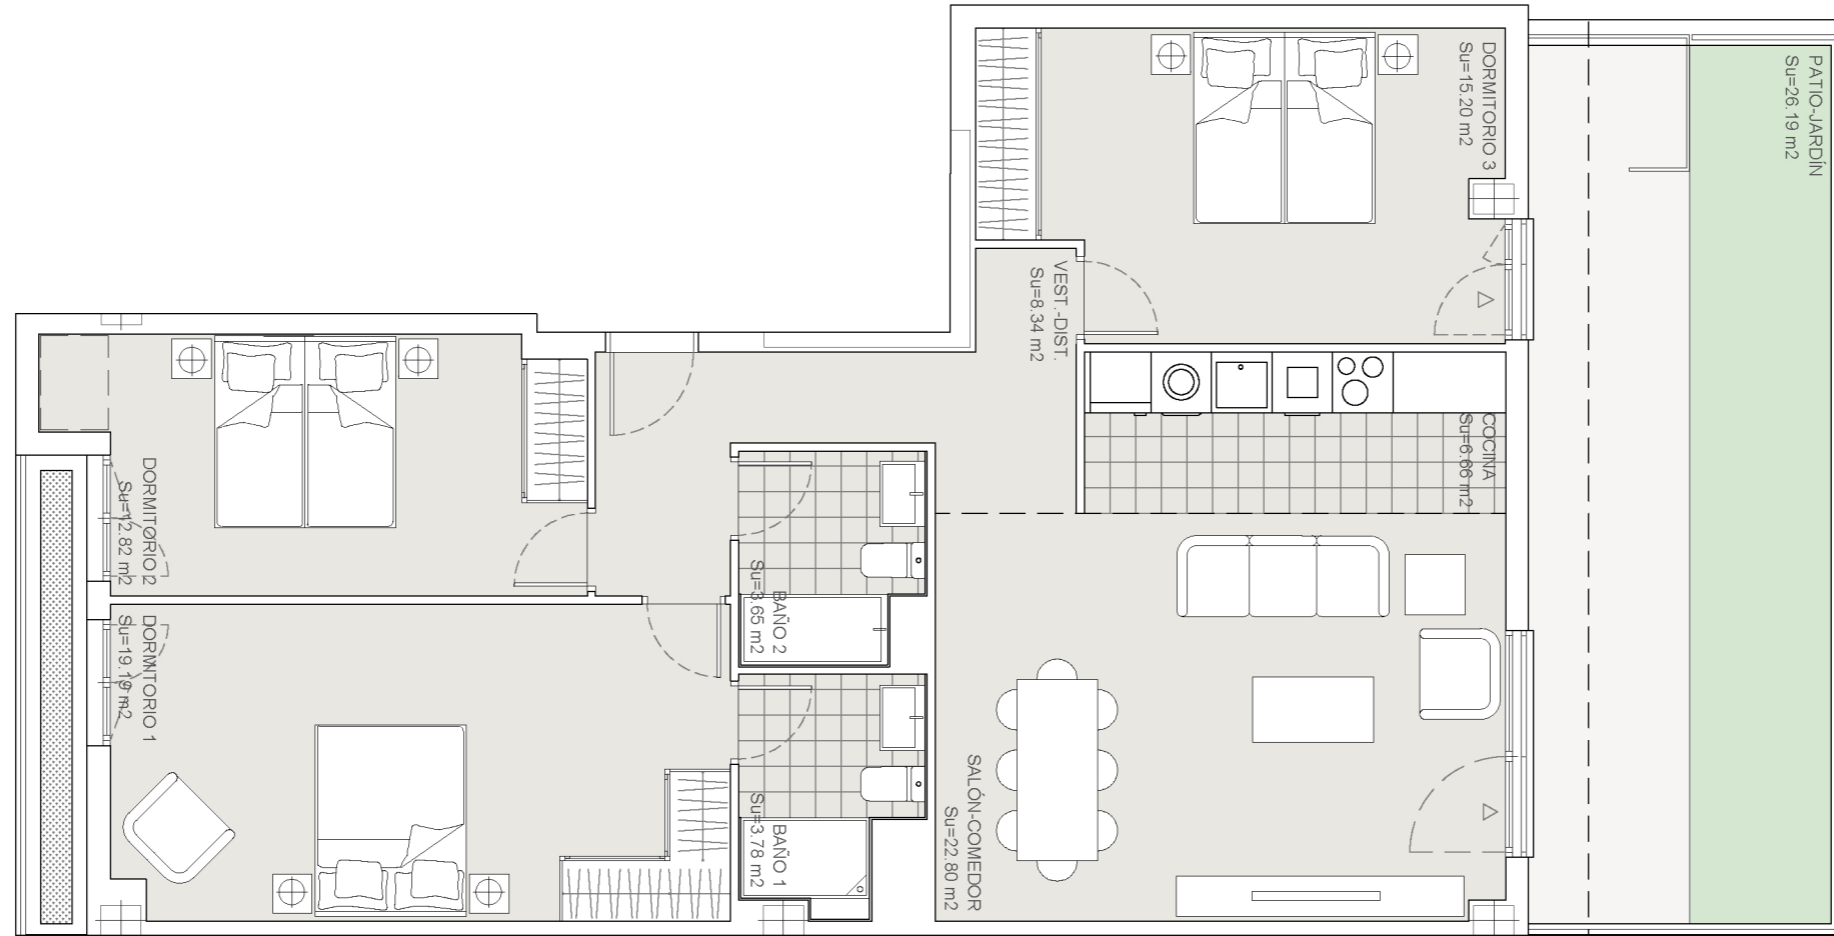 DORMITORIO 3
Su=15.20 m2
PATIO-JARDÍN
Su=26.19 m2
VEST.-DIST.
Su=8.34 m2
COCINA
Su=6.66 m2
DORMITORIO 2
Su=12.82 m2
BAÑO 2
Su=3.65 m2
DORMITORIO 1
Su=19.19 m2
BAÑO 1
Su=3.78 m2
SALÓN-COMEDOR
Su=22.80 m2